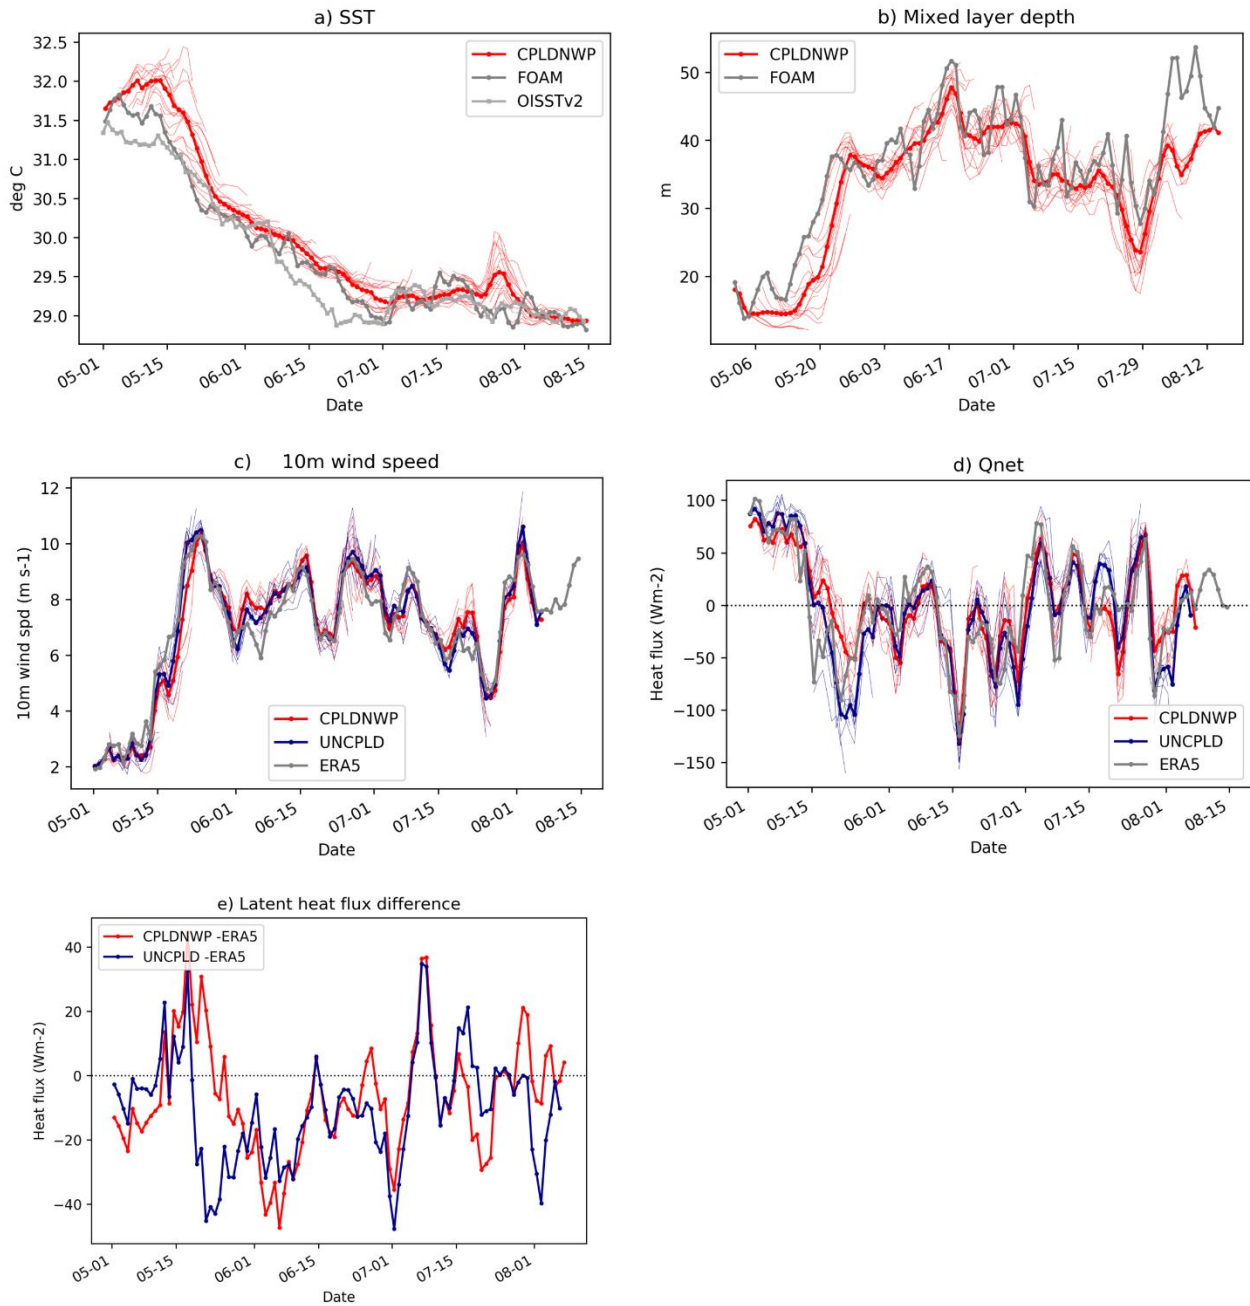 a) SST
32.5
32.0
31.5
31.0
30.5
30.0
29.5
29.0
deg C
CPLDNWP
FOAM
OISSTv2
05-01
05-15
06-01
06-15
07-01
07-15
08-01
08-15
Date
b) Mixed layer depth
50
40
30
20
m
CPLDNWP
FOAM
05-06
05-20
06-03
06-17
07-01
07-15
07-29
08-12
Date
c) 10m wind speed
12
10
8
6
4
2
10m wind spd (m s-1)
CPLDNWP
UNCPLD
ERA5
05-01
05-15
06-01
06-15
07-01
07-15
08-01
08-15
Date
d) Qnet
100
50
0
−50
−100
−150
Heat flux (Wm-2)
CPLDNWP
UNCPLD
ERA5
05-01
05-15
06-01
06-15
07-01
07-15
08-01
08-15
Date
e) Latent heat flux difference
40
20
0
−20
−40
Heat flux (Wm-2)
CPLDNWP -ERA5
UNCPLD -ERA5
05-01
05-15
06-01
06-15
07-01
07-15
08-01
Date